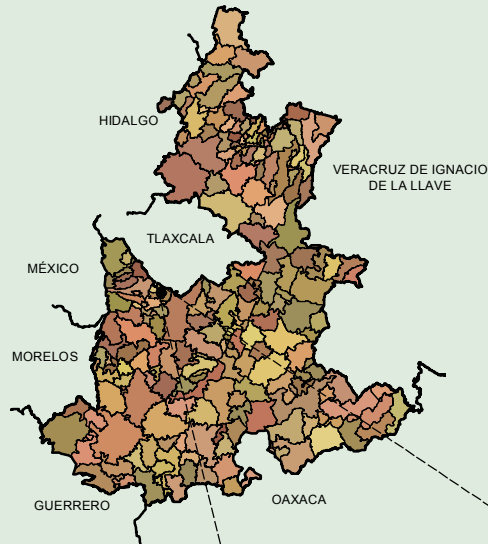 HIDALGO
VERACRUZ DE IGNACIO
DE LA LLAVE
TLAXCALA
MÉXICO
MORELOS
GUERRERO
OAXACA